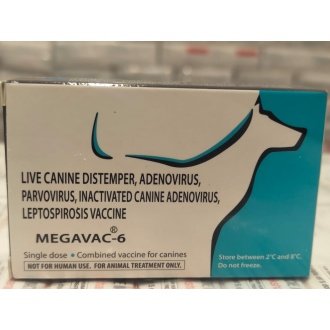 LIVE CANINE DISTEMPER, ADENOVIRUS,
PARVOVIRUS, INACTIVATED CANINE ADENOVIRUS,
LEPTOSPIROSIS VACCINE
MEGAVAC®-6
Single dose • Combined vaccine for canines
NOT FOR HUMAN USE. FOR ANIMAL TREATMENT ONLY.
Store between 2°C and 8°C.
Do not freeze.